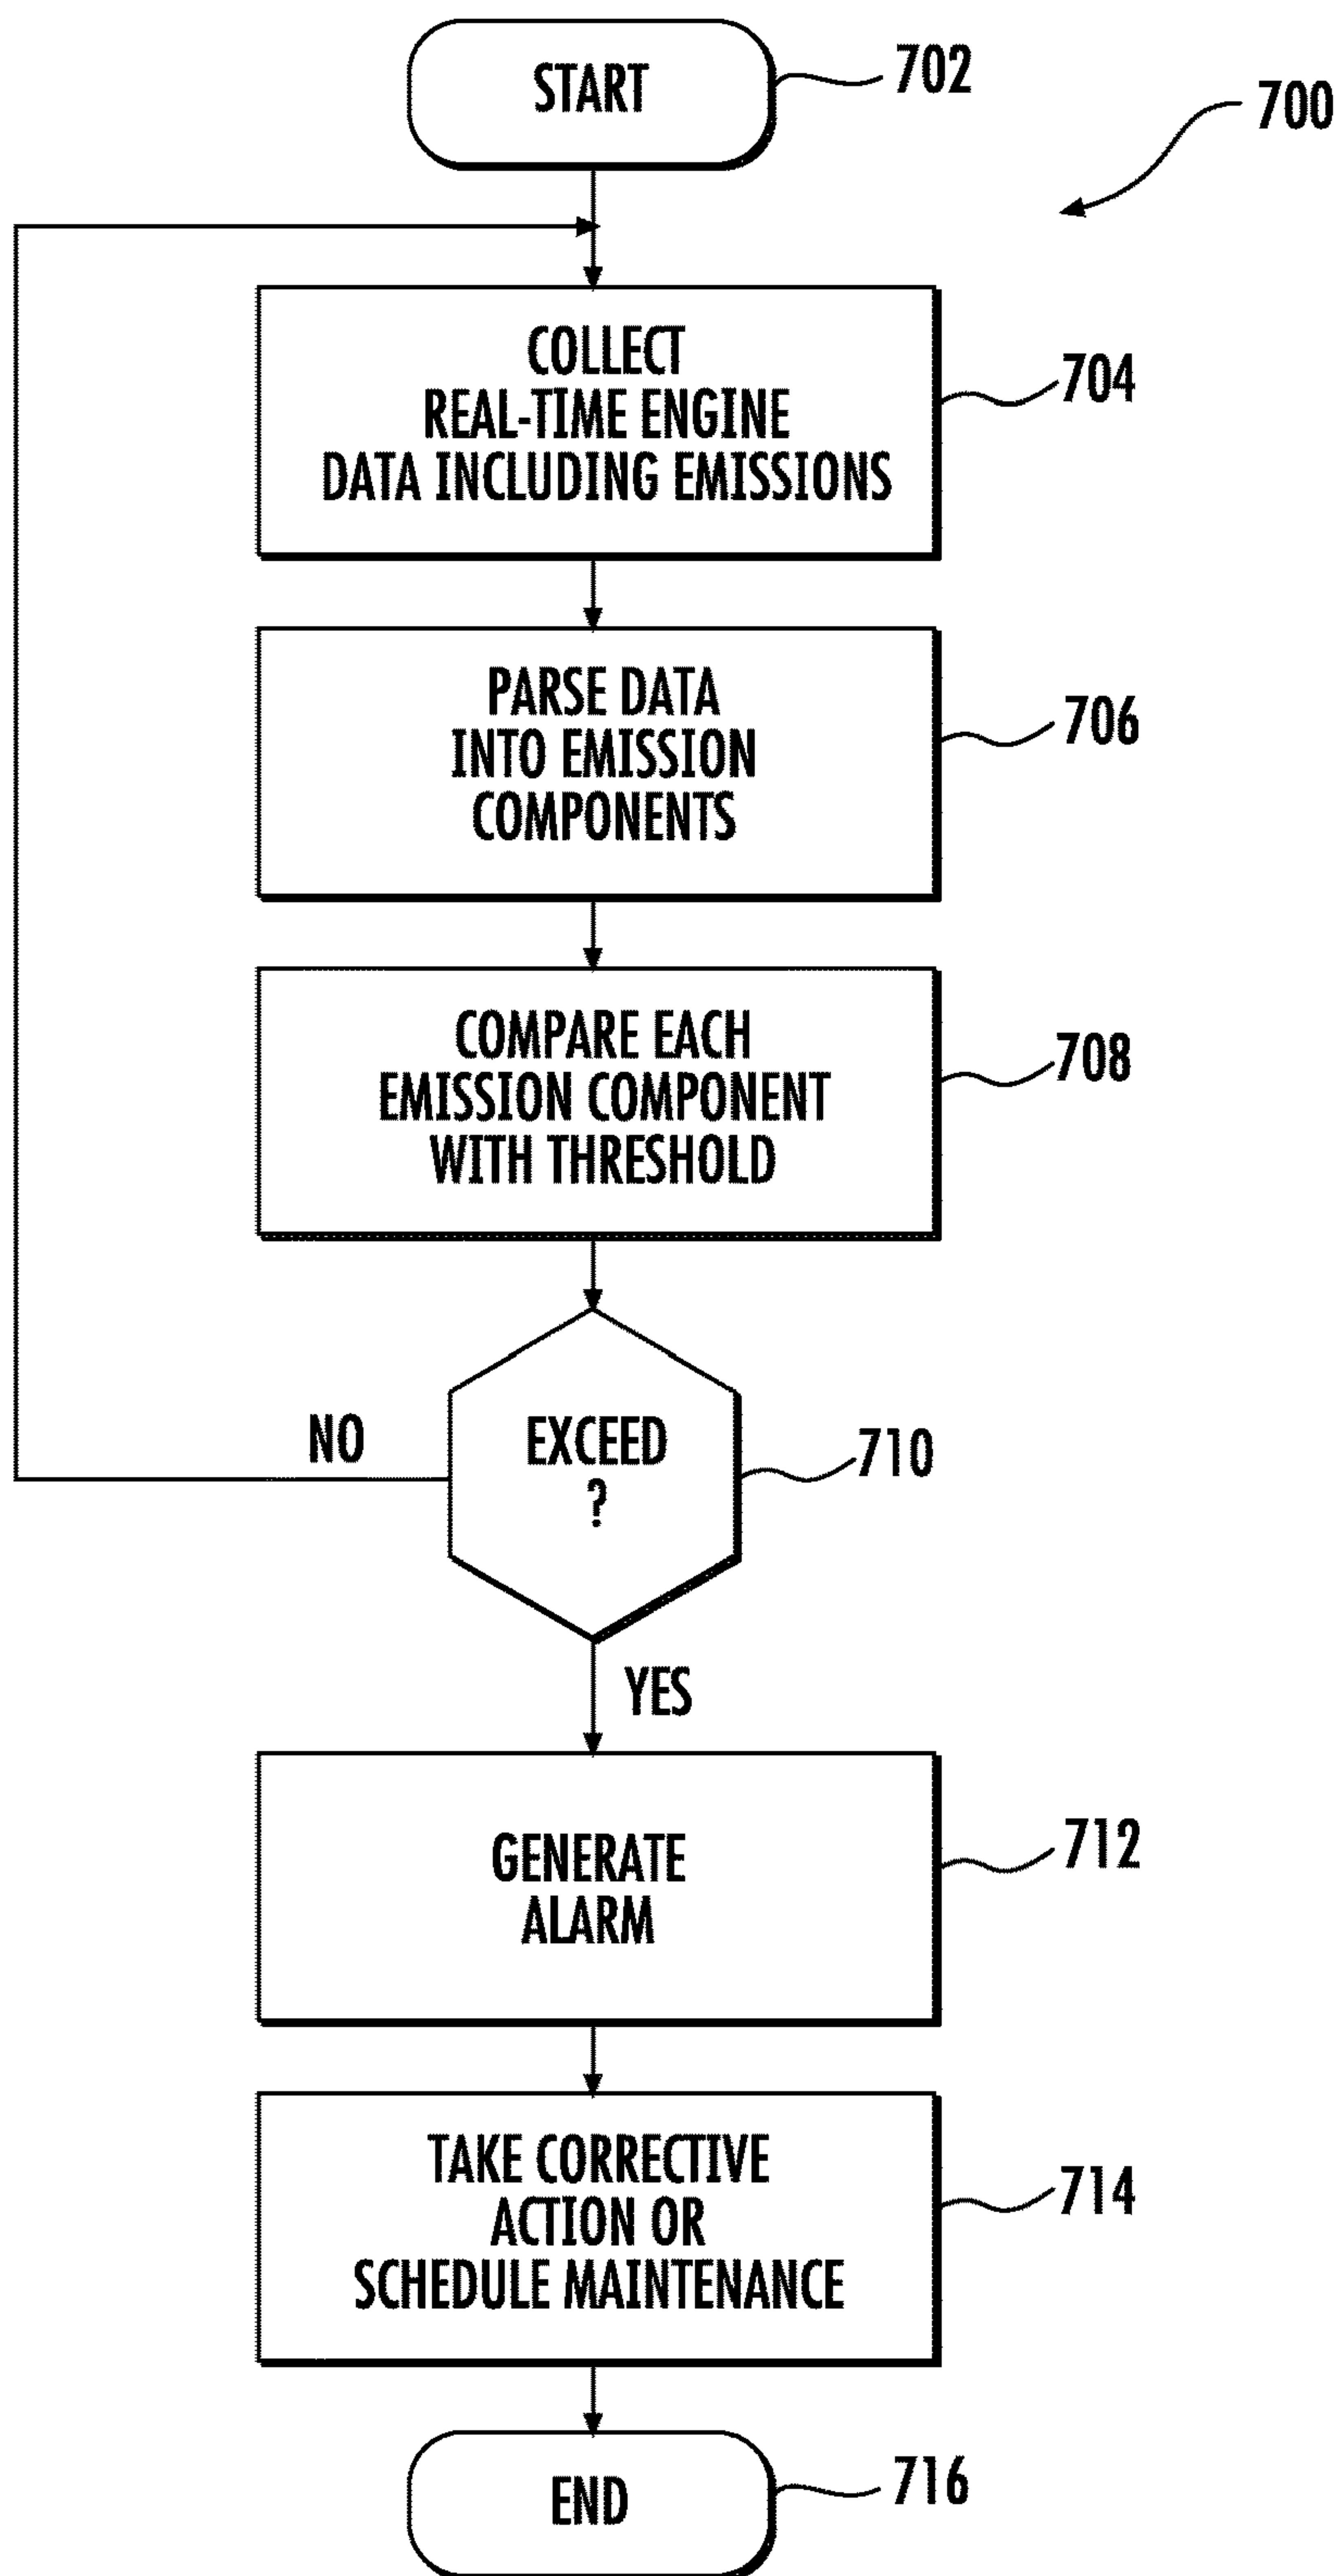 START
702
700
COLLECT
REAL-TIME ENGINE
DATA INCLUDING EMISSIONS
704
PARSE DATA
INTO EMISSION
COMPONENTS
706
COMPARE EACH
EMISSION COMPONENT
WITH THRESHOLD
708
NO
EXCEED
?
710
YES
GENERATE
ALARM
712
TAKE CORRECTIVE
ACTION OR
SCHEDULE MAINTENANCE
714
END
716